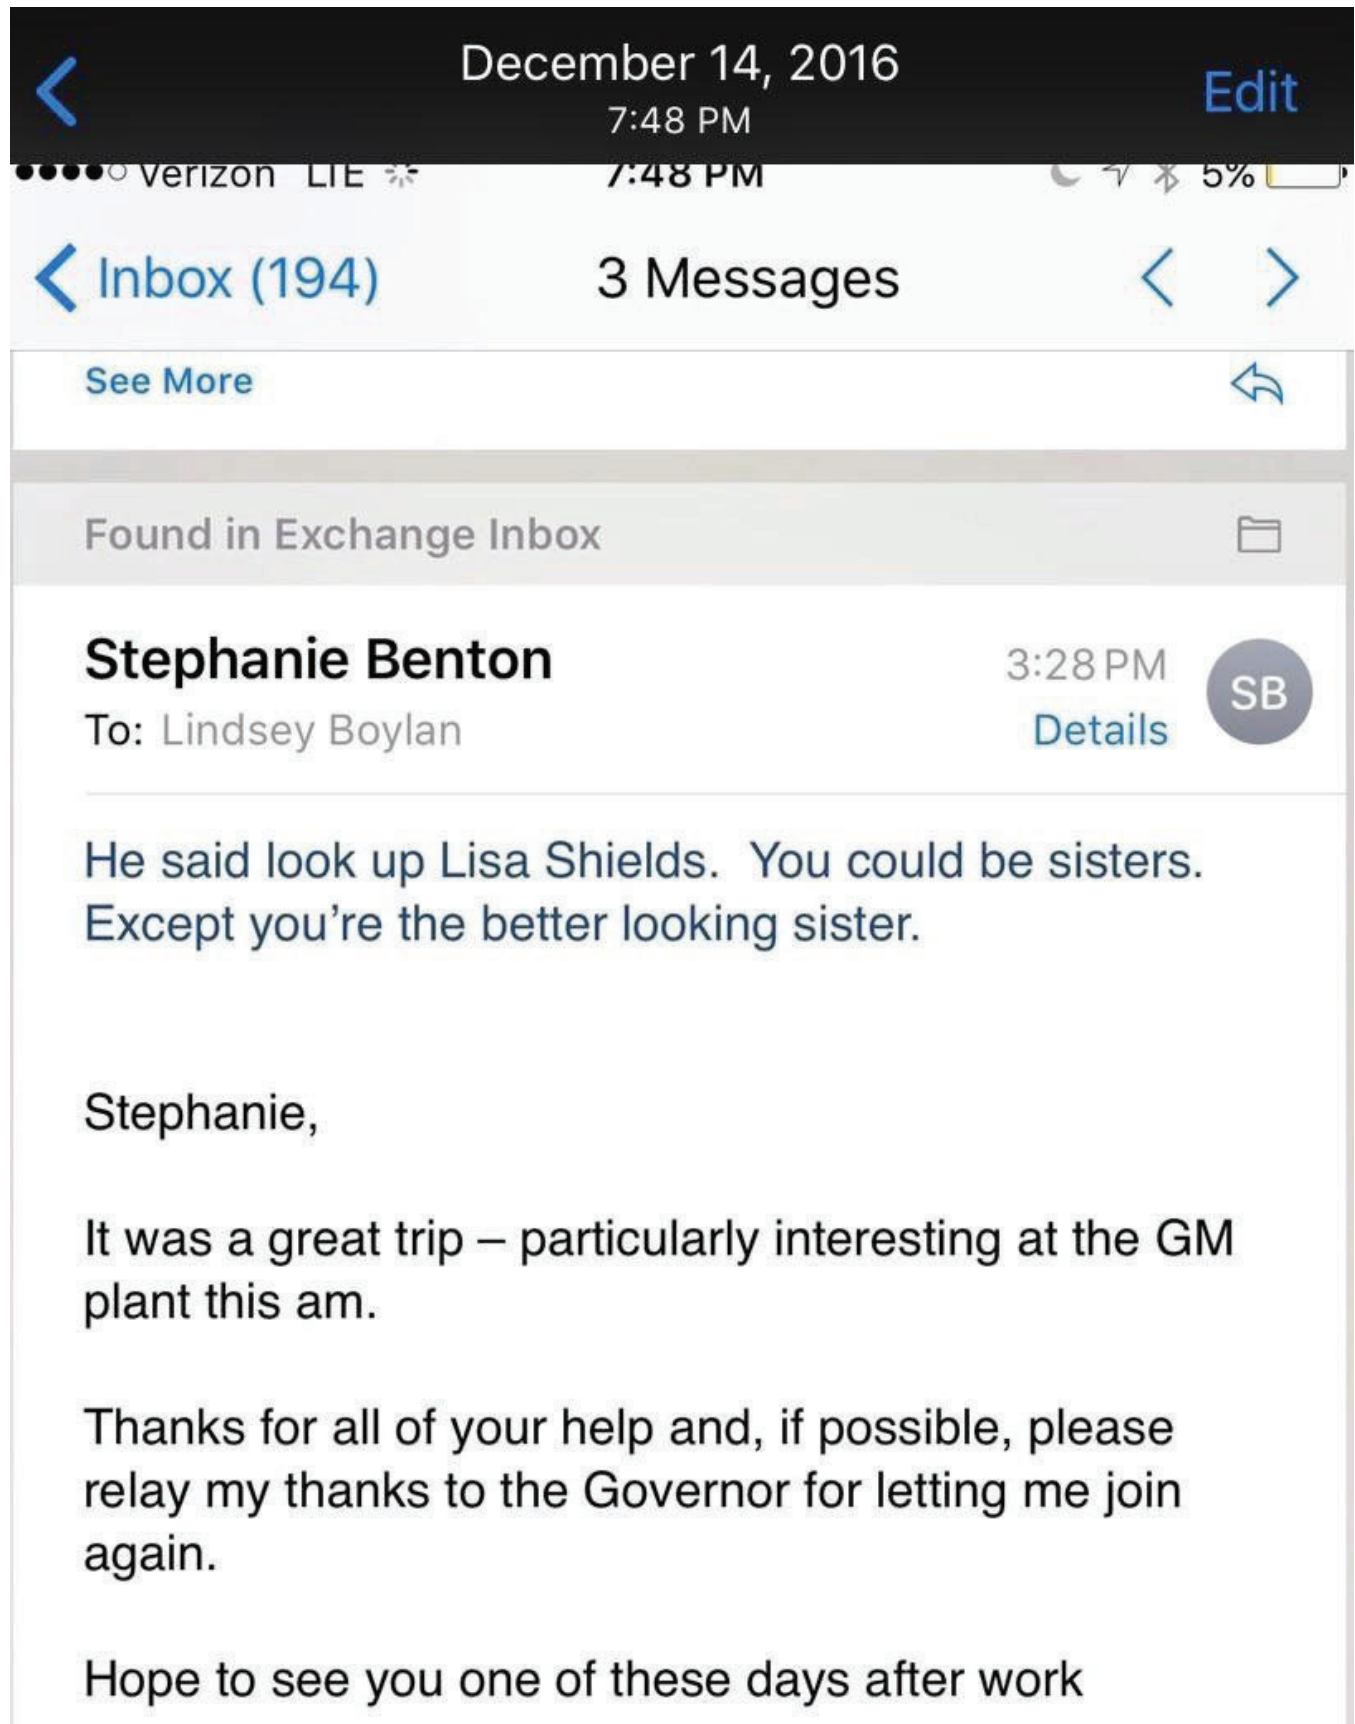 December 14, 2016
7:48 PM
Edit
Verizon LTE 7:48 PM 5%
Inbox (194) 3 Messages
See More
Found in Exchange Inbox
Stephanie Benton 3:28 PM SB
To: Lindsey Boylan Details
He said look up Lisa Shields.  You could be sisters.
Except you're the better looking sister.
Stephanie,
It was a great trip – particularly interesting at the GM
plant this am.
Thanks for all of your help and, if possible, please
relay my thanks to the Governor for letting me join
again.
Hope to see you one of these days after work